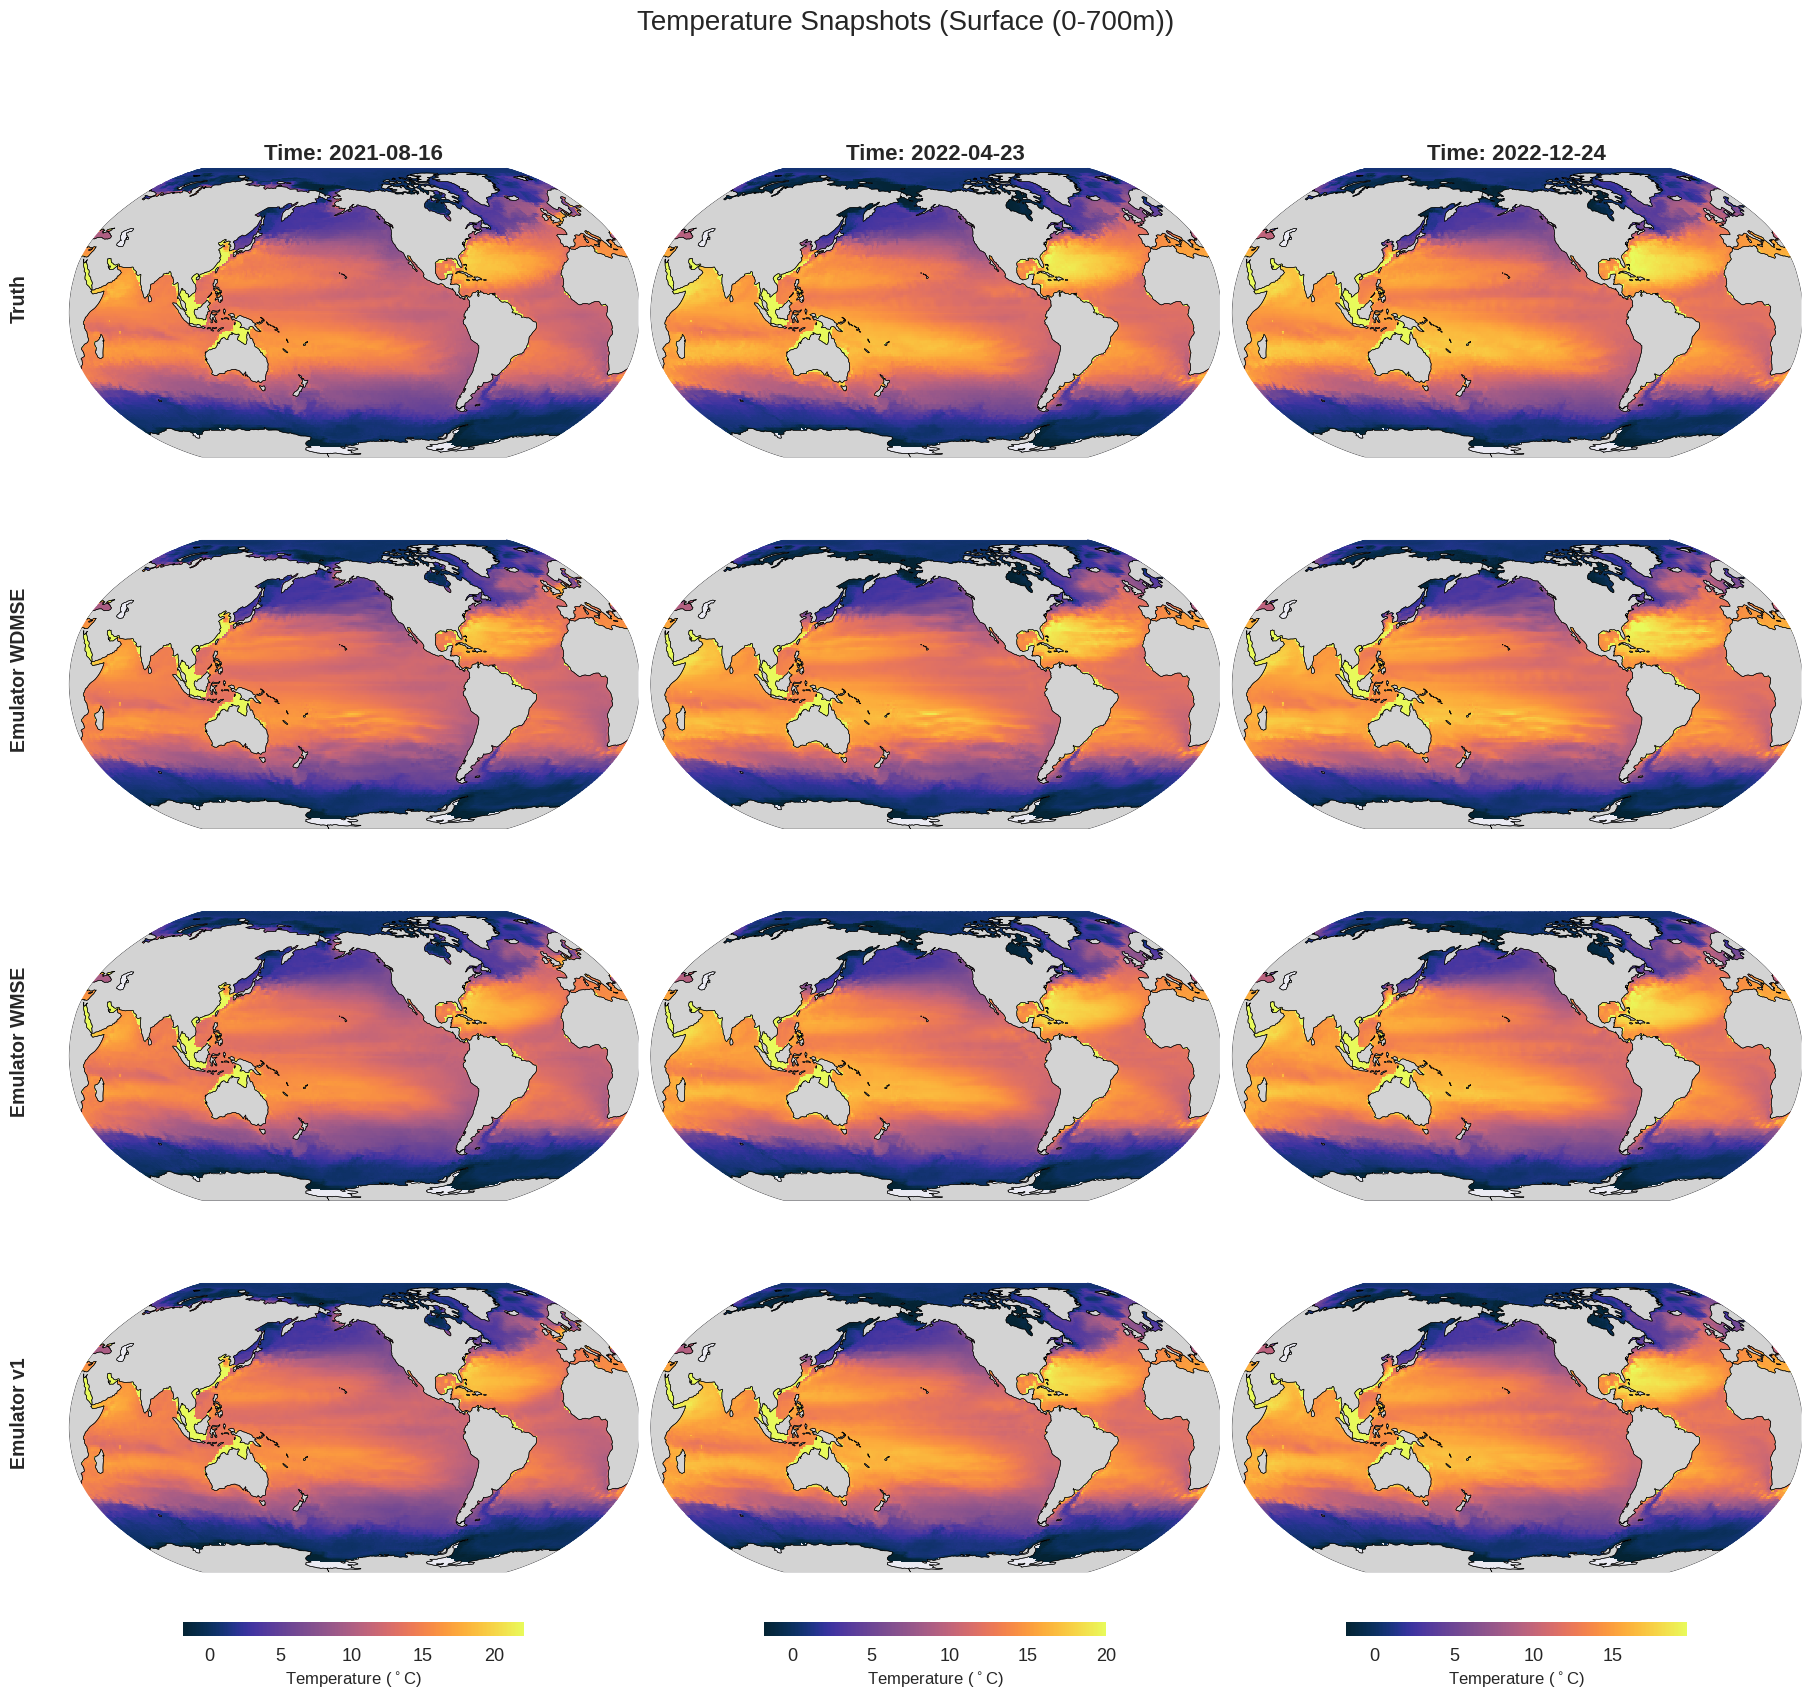 Temperature Snapshots (Surface (0-700m))
Time: 2021-08-16
Time: 2022-04-23
Time: 2022-12-24
Truth
Emulator WDMSE
Emulator WMSE
Emulator v1
0 5 10 15 20
Temperature (°C)
0 5 10 15 20
Temperature (°C)
0 5 10 15
Temperature (°C)